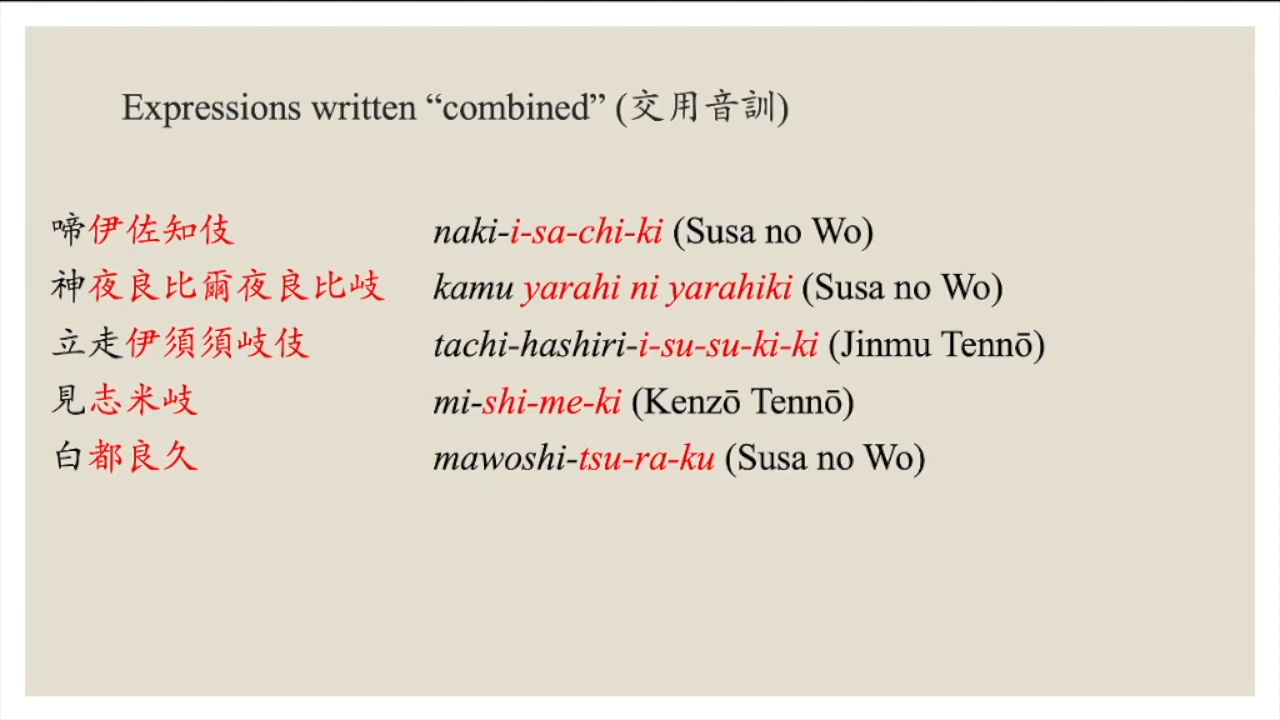 Expressions written “combined” (交用音訓)
啼伊佐知伎 naki-i-sa-chi-ki (Susa no Wo)
神夜良比爾夜良比岐 kamu yarahi ni yarahiki (Susa no Wo)
立走伊須須岐伎 tachi-hashiri-i-su-su-ki-ki (Jinmu Tennō)
見志米岐 mi-shi-me-ki (Kenzō Tennō)
白都良久 mawoshi-tsu-ra-ku (Susa no Wo)